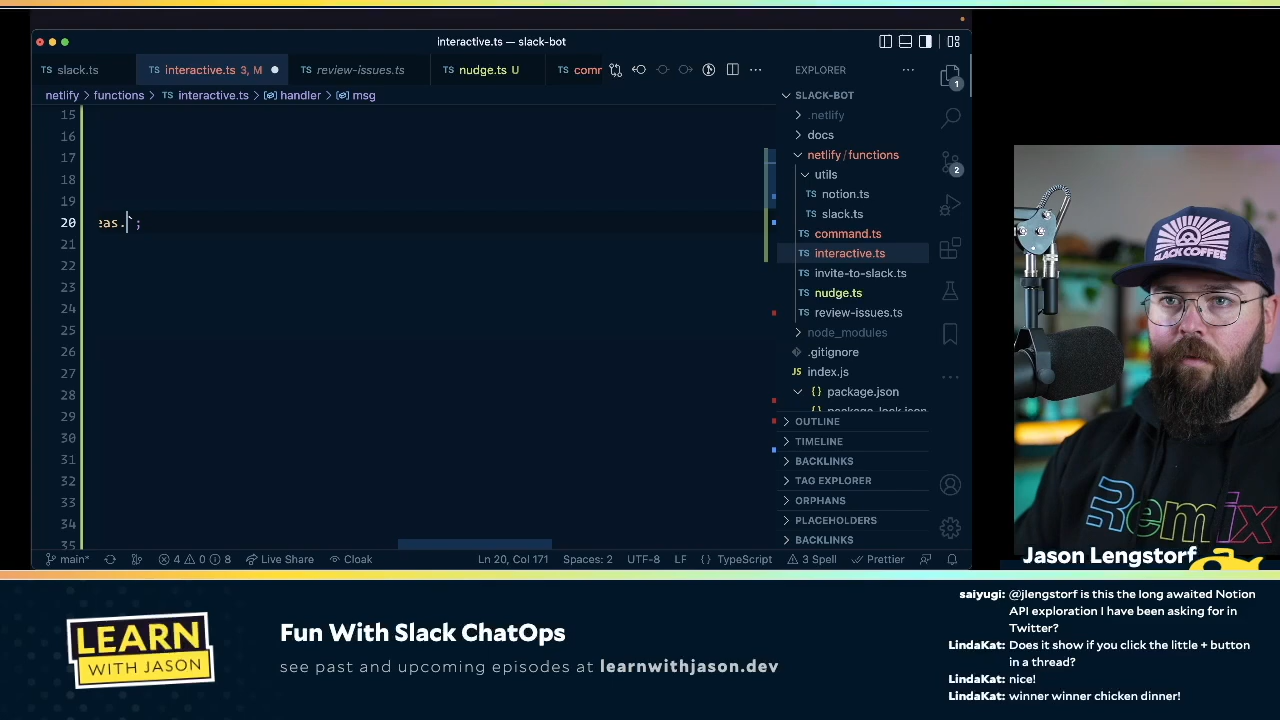 interactive.ts — slack-bot
slack.ts
TS interactive.ts 3, M
TS review-issues.ts
TS nudge.ts U
TS comr
EXPLORER
netlify > functions > TS interactive.ts > handler > msg
SLACK-BOT
.netlify
docs
netlify / functions
utils
TS notion.ts
TS slack.ts
TS command.ts
TS interactive.ts
TS invite-to-slack.ts
TS nudge.ts
TS review-issues.ts
node_modules
.gitignore
JS index.js
{} package.json
{} package-lock.json
OUTLINE
TIMELINE
BACKLINKS
TAG EXPLORER
ORPHANS
PLACEHOLDERS
BACKLINKS
1
2
15
16
17
18
19
20 eas.`;
21
22
23
24
25
26
27
28
29
30
31
32
33
34
35
main* 4 0 8 Live Share Cloak Ln 20, Col 171 Spaces: 2 UTF-8 LF {} TypeScript 3 Spell Prettier
BLACK COFFEE
Remix
Jason Lengstorf
LEARN
WITH JASON
Fun With Slack ChatOps
see past and upcoming episodes at learnwithjason.dev
saiyugi: @jlengstorf is this the long awaited Notion
API exploration I have been asking for in
Twitter?
LindaKat: Does it show if you click the little + button
in a thread?
LindaKat: nice!
LindaKat: winner winner chicken dinner!